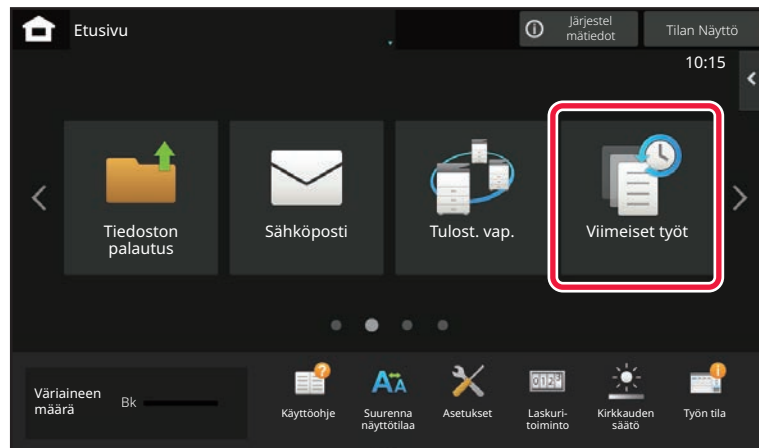 Etusivu
Järjestel
mätiedot
Tilan Näyttö
10:15
Tiedoston
palautus
Sähköposti
Tulost. vap.
Viimeiset työt
Väriaineen
määrä
Bk
Käyttöohje
Suurenna
näyttötilaa
Asetukset
Laskuri-
toiminto
Kirkkauden
säätö
Työn tila